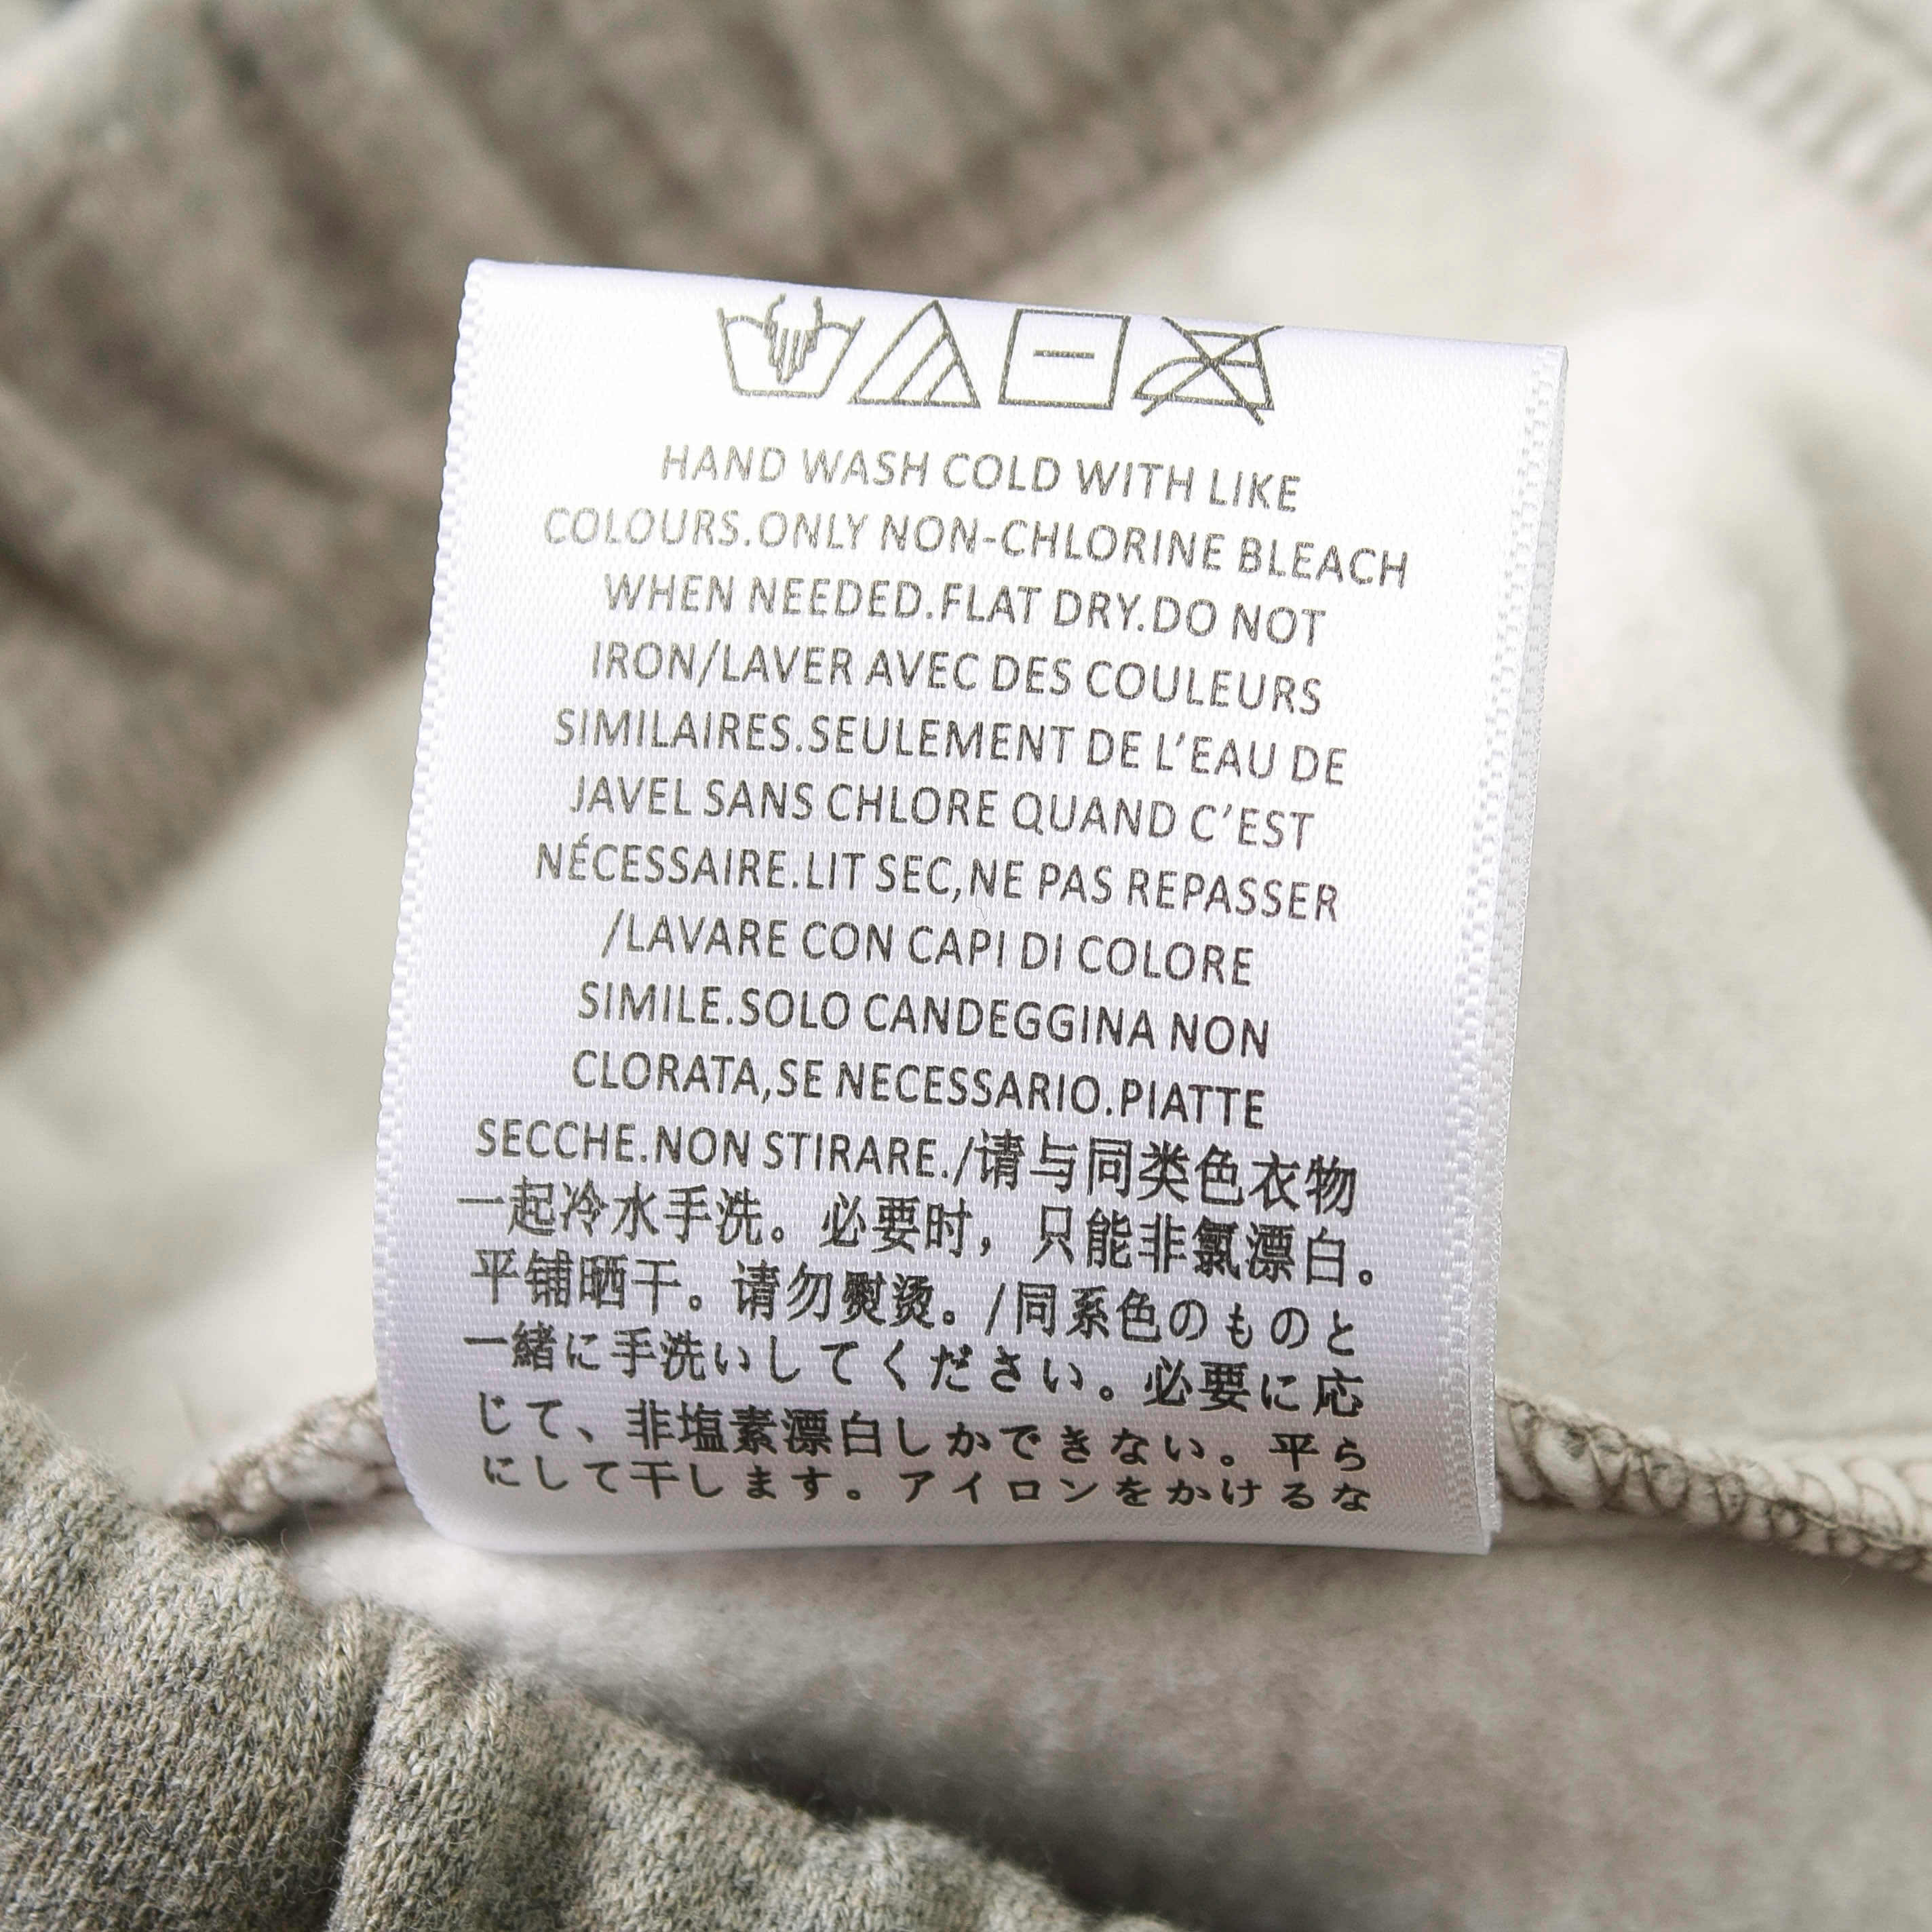 HAND WASH COLD WITH LIKE
COLOURS.ONLY NON-CHLORINE BLEACH
WHEN NEEDED.FLAT DRY.DO NOT
IRON/LAVER AVEC DES COULEURS
SIMILAIRES.SEULEMENT DE L’EAU DE
JAVEL SANS CHLORE QUAND C’EST
NÉCESSAIRE.LIT SEC,NE PAS REPASSER
/LAVARE CON CAPI DI COLORE
SIMILE.SOLO CANDEGGINA NON
CLORATA,SE NECESSARIO.PIATTE
SECCHE.NON STIRARE./请与同类色衣物
一起冷水手洗。必要时，只能非氯漂白。
平铺晒干。请勿熨烫。/同系色のものと
一緒に手洗いしてください。必要に応
じて、非塩素漂白しかできない。平ら
にして干します。アイロンをかけるな